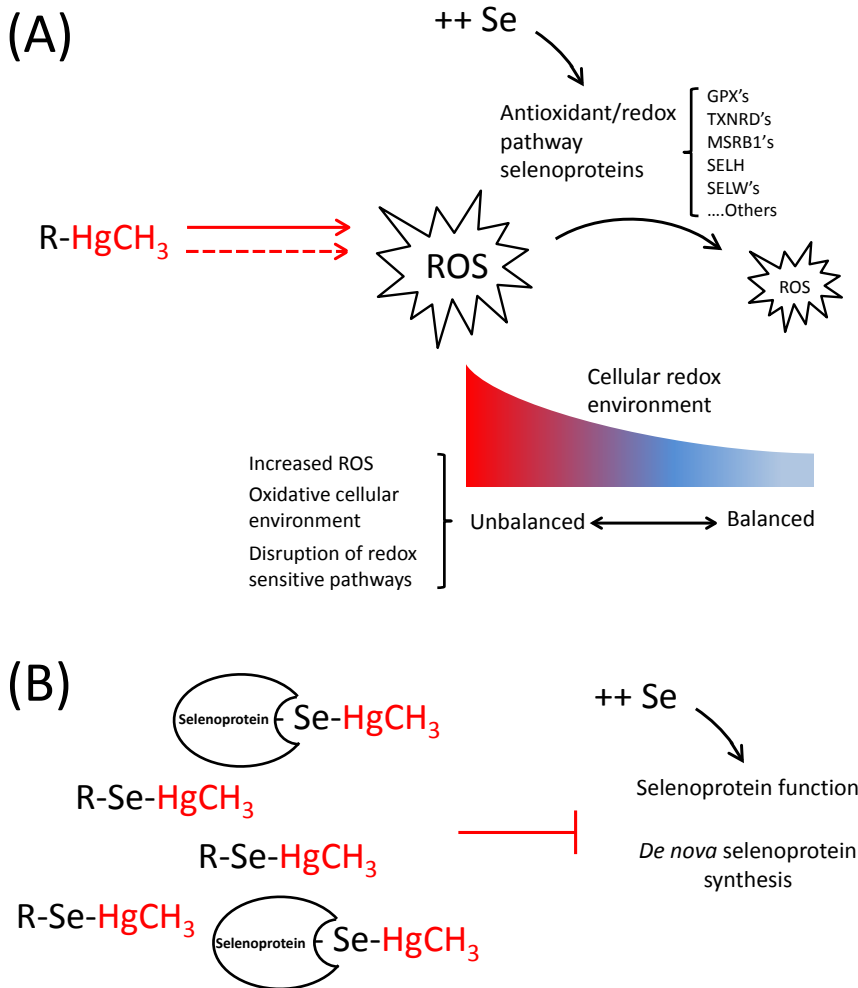 (A)
++ Se
Antioxidant/redox
pathway
selenoproteins
GPX's
TXNRD's
MSRB1's
SELH
SELW's
....Others
R-HgCH₃
ROS
ROS
Cellular redox
environment
Increased ROS
Oxidative cellular
environment
Disruption of redox
sensitive pathways
Unbalanced
Balanced
(B)
Selenoprotein
Se-HgCH₃
++ Se
Selenoprotein function
R-Se-HgCH₃
R-Se-HgCH₃
De nova selenoprotein
synthesis
R-Se-HgCH₃
Selenoprotein
Se-HgCH₃